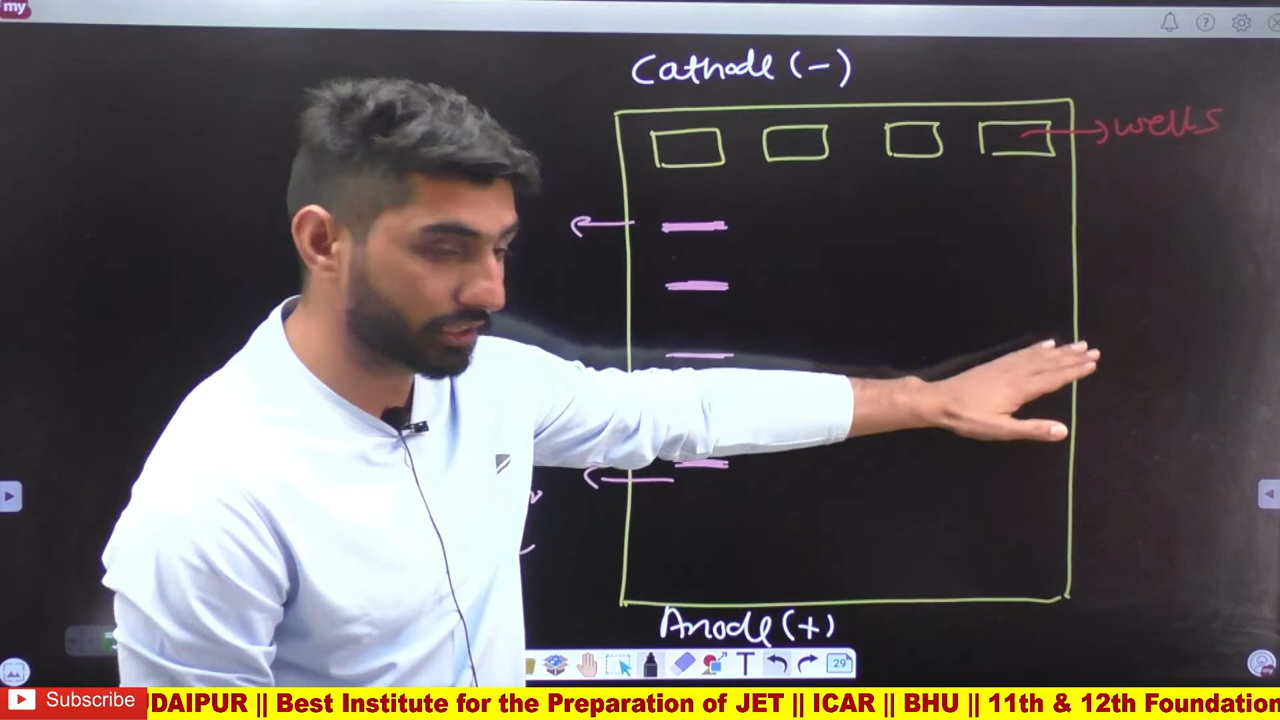 my
Cathode (-)
wells
Anode (+)
T
29
Subscribe
DAIPUR || Best Institute for the Preparation of JET || ICAR || BHU || 11th & 12th Foundation